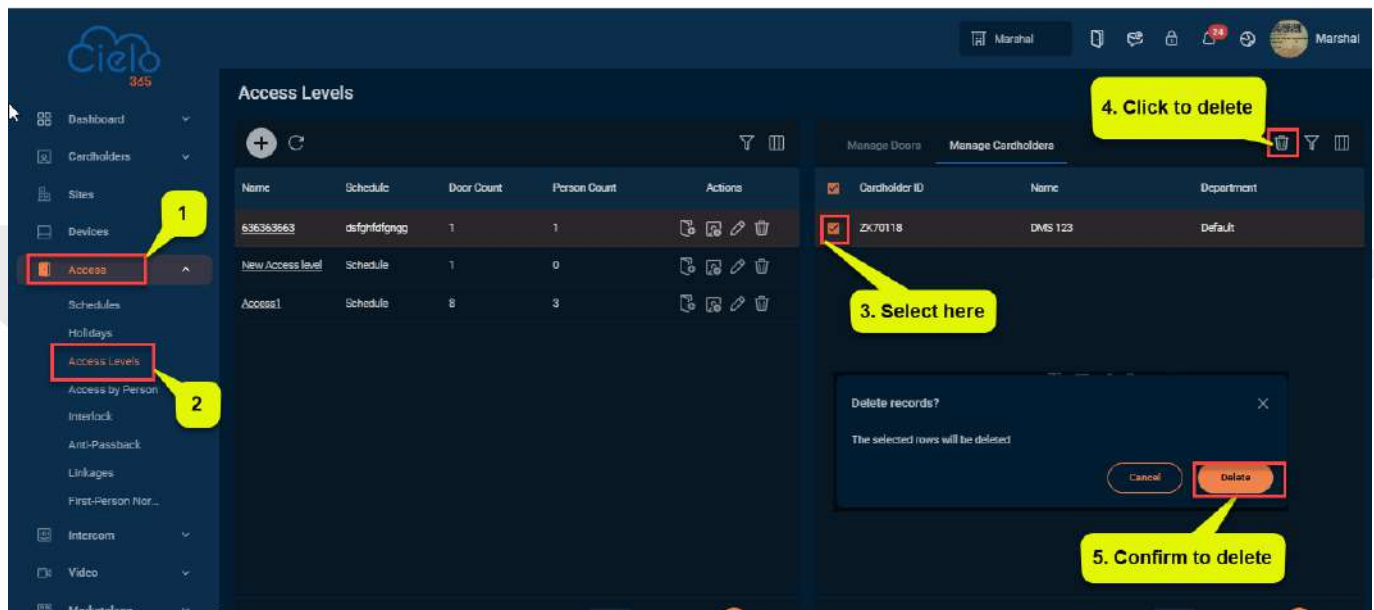 Cielo
365
Marshal
24
Marshal
Access Levels
4. Click to delete
Dashboard
Cardholders
Sites
Devices
1
Access
Schedules
Holidays
Access Levels
Access by Person
2
Interlock
Anti-Passback
Linkages
First-Person Nor...
Intercom
Video
Name Schedule Door Count Person Count Actions
636363663 dsfghfdfgngg 1 1
New Access level Schedule 1 0
Access1 Schedule 8 3
Manage Doors Manage Cardholders
Cardholder ID Name Department
ZK70118 DMS 123 Default
3. Select here
Delete records?
The selected rows will be deleted
Cancel Delete
5. Confirm to delete